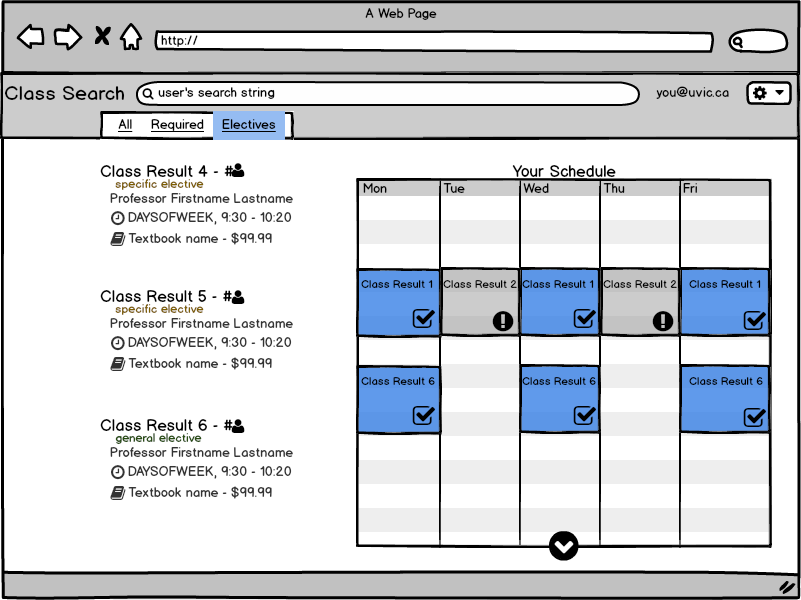 A Web Page
http://
Class Search
user's search string
you@uvic.ca
All Required Electives
Class Result 4 - #
specific elective
Professor Firstname Lastname
DAYSOFWEEK, 9:30 - 10:20
Textbook name - $99.99
Class Result 5 - #
specific elective
Professor Firstname Lastname
DAYSOFWEEK, 9:30 - 10:20
Textbook name - $99.99
Class Result 6 - #
general elective
Professor Firstname Lastname
DAYSOFWEEK, 9:30 - 10:20
Textbook name - $99.99
Your Schedule
Mon Tue Wed Thu Fri
Class Result 1 Class Result 2 Class Result 1 Class Result 2 Class Result 1
Class Result 6 Class Result 6 Class Result 6